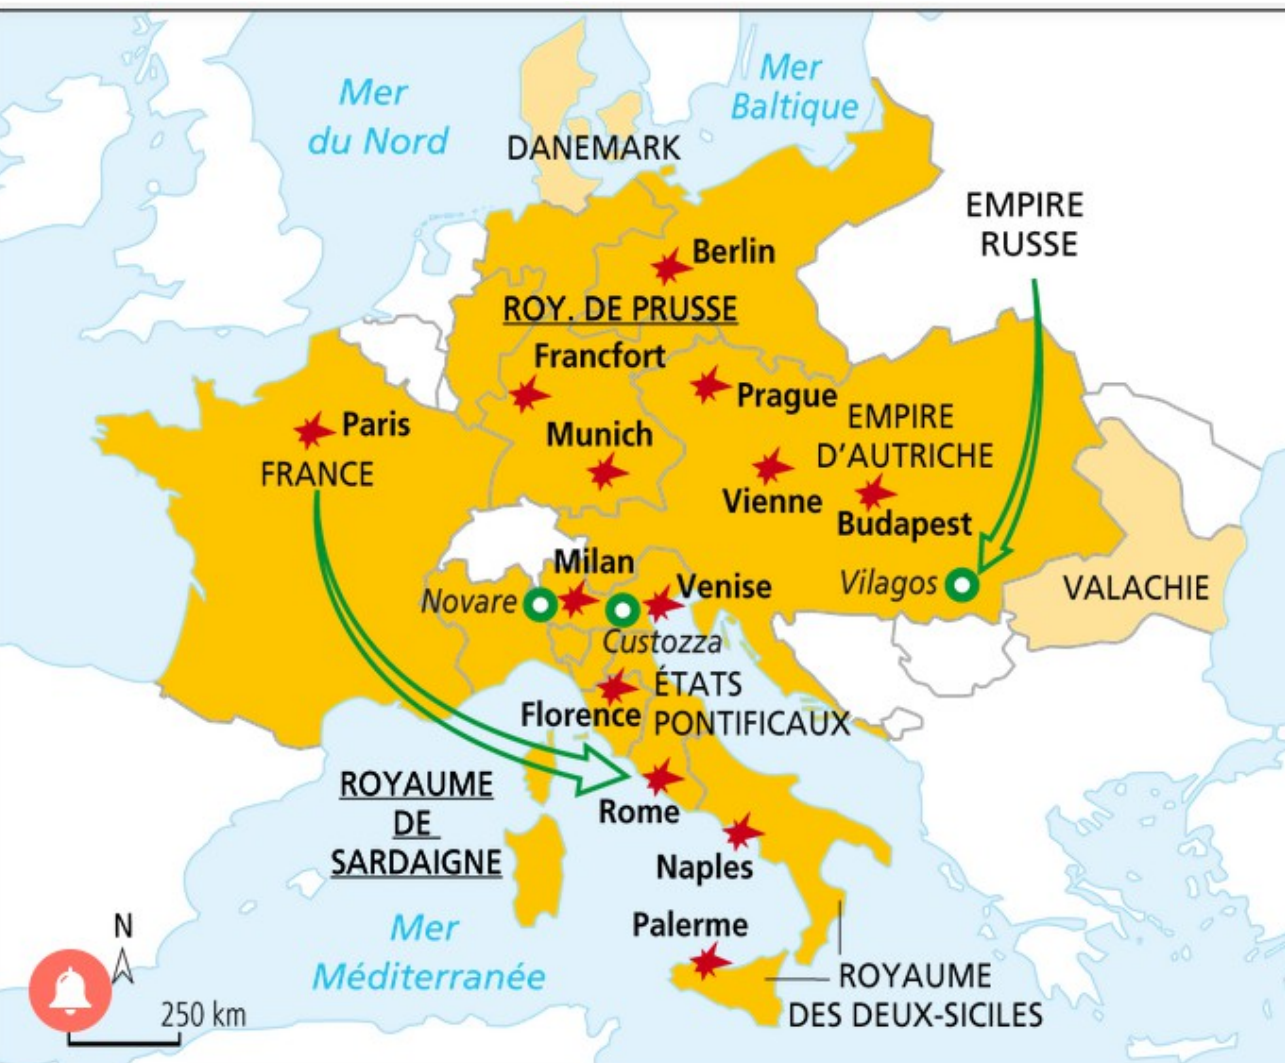 Mer
du Nord
Mer
Baltique
DANEMARK
EMPIRE
RUSSE
Berlin
ROY. DE PRUSSE
Francfort
Prague
Paris
FRANCE
Munich
EMPIRE
D'AUTRICHE
Vienne
Budapest
Milan
Novare
Venise
Vilagos
VALACHIE
Custozza
ÉTATS
PONTIFICAUX
Florence
ROYAUME
DE
SARDAIGNE
Rome
Naples
Palerme
Mer
Méditerranée
N
250 km
ROYAUME
DES DEUX-SICILES